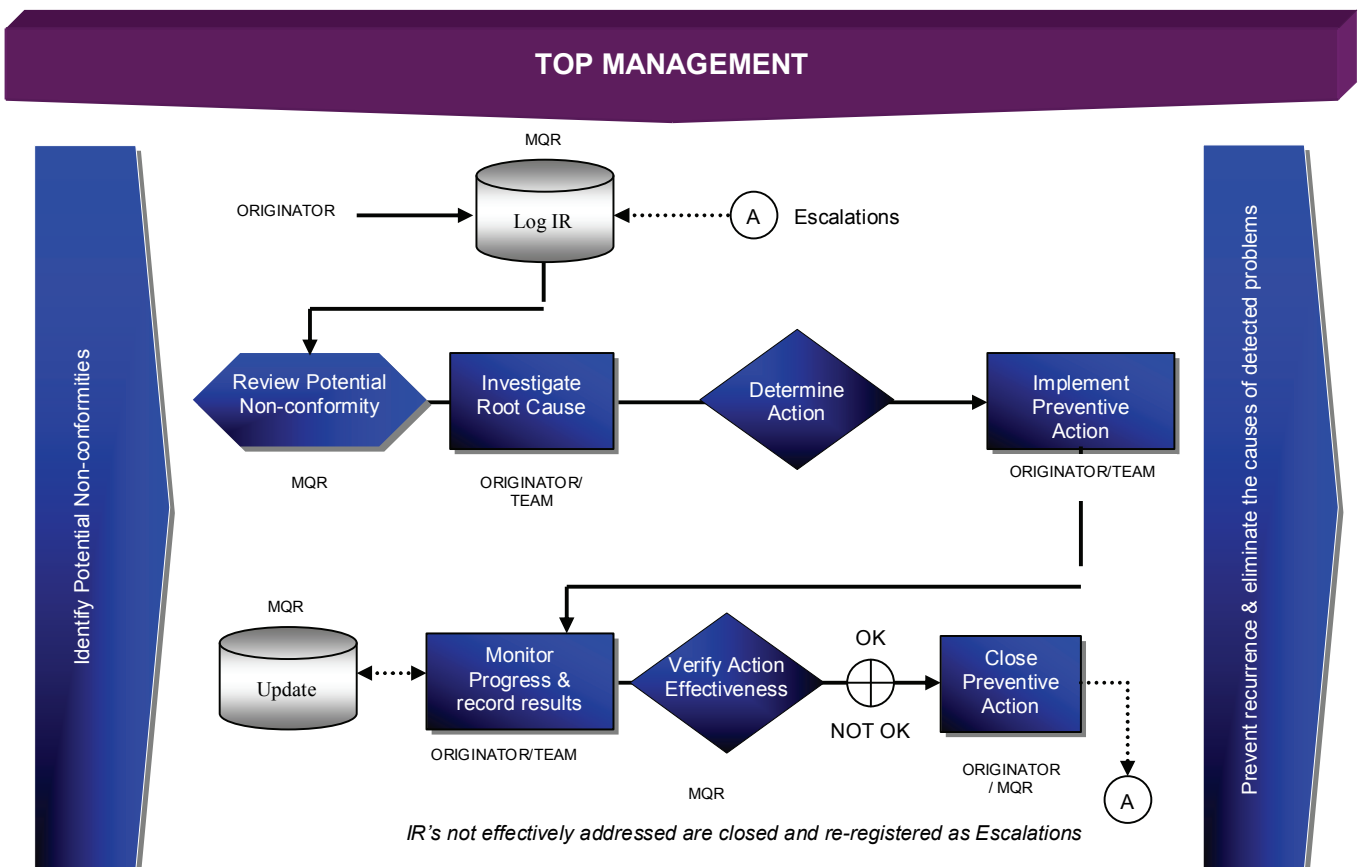 TOP MANAGEMENT
MQR
ORIGINATOR
Log IR
A
Escalations
Identify Potential Non-conformities
Prevent recurrence & eliminate the causes of detected problems
Review Potential
Non-conformity
MQR
Investigate
Root Cause
ORIGINATOR/
TEAM
Determine
Action
Implement
Preventive
Action
ORIGINATOR/TEAM
MQR
Update
Monitor
Progress &
record results
ORIGINATOR/TEAM
Verify Action
Effectiveness
MQR
OK
NOT OK
Close
Preventive
Action
ORIGINATOR
/ MQR
A
IR's not effectively addressed are closed and re-registered as Escalations